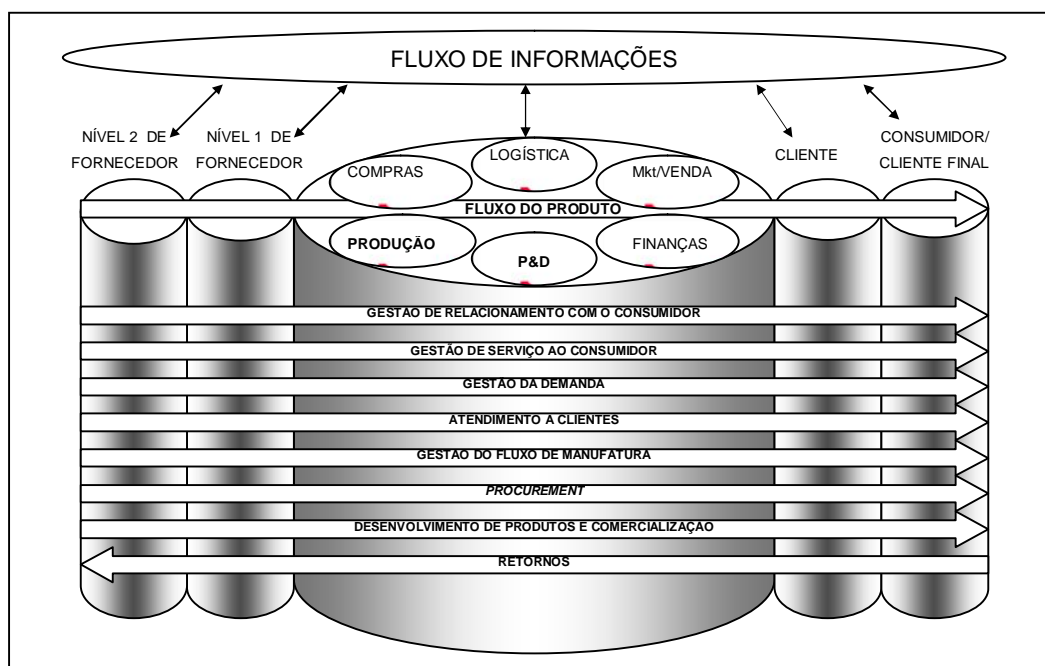 FLUXO DE INFORMAÇÕES
NÍVEL 2 DE
FORNECEDOR
NÍVEL 1 DE
FORNECEDOR
CLIENTE
CONSUMIDOR/
CLIENTE FINAL
COMPRAS
LOGÍSTICA
Mkt/VENDA
FLUXO DO PRODUTO
PRODUÇÃO
P&D
FINANÇAS
GESTÃO DE RELACIONAMENTO COM O CONSUMIDOR
GESTÃO DE SERVIÇO AO CONSUMIDOR
GESTÃO DA DEMANDA
ATENDIMENTO A CLIENTES
GESTÃO DO FLUXO DE MANUFATURA
PROCUREMENT
DESENVOLVIMENTO DE PRODUTOS E COMERCIALIZAÇÃO
RETORNOS